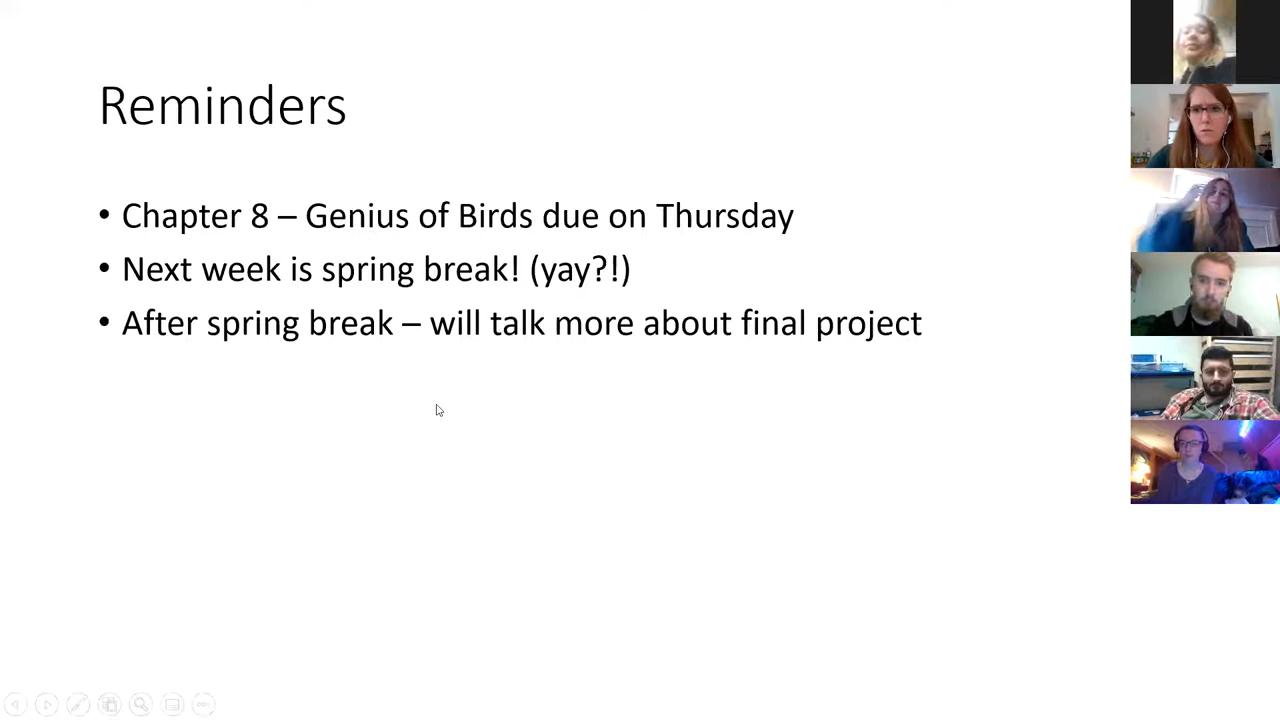 Reminders
• Chapter 8 – Genius of Birds due on Thursday
• Next week is spring break! (yay?!)
• After spring break – will talk more about final project